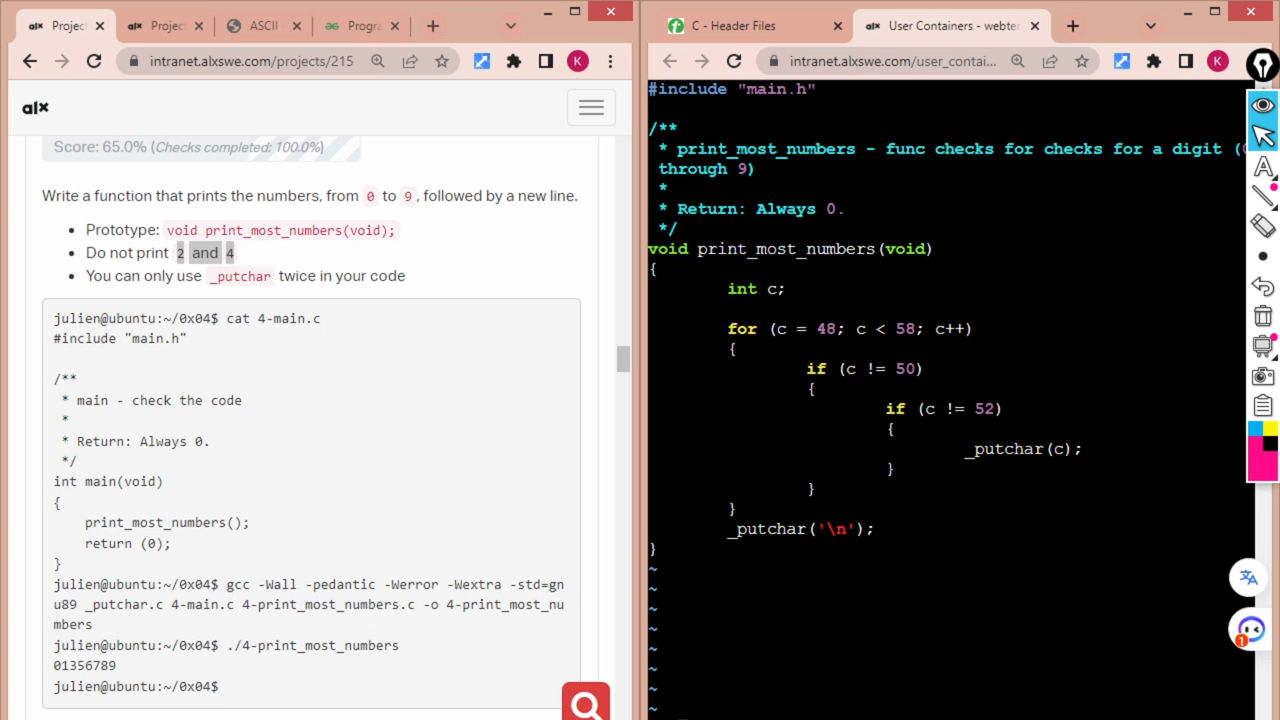 Projec
Projec
ASCII
Progra
intranet.alxswe.com/projects/215
K
alx
Score: 65.0% (Checks completed: 100.0%)
Write a function that prints the numbers, from 0 to 9, followed by a new line.
Prototype: void print_most_numbers(void);
Do not print 2 and 4
You can only use _putchar twice in your code
julien@ubuntu:~/0x04$ cat 4-main.c
#include "main.h"
/**
* main - check the code
*
* Return: Always 0.
*/
int main(void)
{
print_most_numbers();
return (0);
}
julien@ubuntu:~/0x04$ gcc -Wall -pedantic -Werror -Wextra -std=gn
u89 _putchar.c 4-main.c 4-print_most_numbers.c -o 4-print_most_nu
mbers
julien@ubuntu:~/0x04$ ./4-print_most_numbers
01356789
julien@ubuntu:~/0x04$
C - Header Files
alx User Containers - webter
intranet.alxswe.com/user_contai...
K
#include "main.h"
/**
* print_most_numbers - func checks for checks for a digit (0
through 9)
*
* Return: Always 0.
*/
void print_most_numbers(void)
{
int c;
for (c = 48; c < 58; c++)
{
if (c != 50)
{
if (c != 52)
{
_putchar(c);
}
}
}
_putchar('\n');
}
~
~
~
~
~
~
~
~
A
1